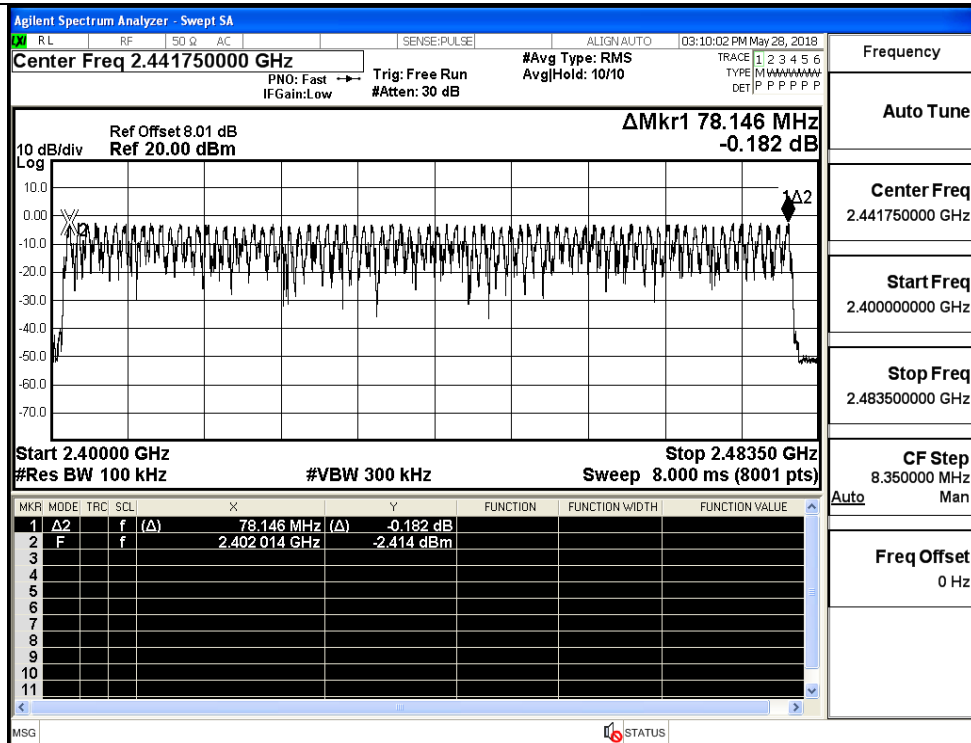 Agilent Spectrum Analyzer - Swept SA
LXI RL RF 50 Ω AC SENSE:PULSE ALIGN AUTO 03:10:02 PM May 28, 2018
Center Freq 2.441750000 GHz
#Avg Type: RMS
TRACE 1 2 3 4 5 6
PNO: Fast
Trig: Free Run
Avg|Hold: 10/10
TYPE M WWWWW
IFGain:Low
#Atten: 30 dB
DET P P P P P P
ΔMkr1 78.146 MHz
-0.182 dB
Ref Offset 8.01 dB
10 dB/div Ref 20.00 dBm
Log
10.0
0.00
-10.0
-20.0
-30.0
-40.0
-50.0
-60.0
-70.0
1Δ2
2
Start 2.40000 GHz
Stop 2.48350 GHz
#Res BW 100 kHz
#VBW 300 kHz
Sweep 8.000 ms (8001 pts)
MKR MODE TRC SCL X Y FUNCTION FUNCTION WIDTH FUNCTION VALUE
1 Δ2 f (Δ) 78.146 MHz (Δ) -0.182 dB
2 F f 2.402 014 GHz -2.414 dBm
3
4
5
6
7
8
9
10
11
MSG
STATUS
Frequency
Auto Tune
Center Freq
2.441750000 GHz
Start Freq
2.400000000 GHz
Stop Freq
2.483500000 GHz
CF Step
8.350000 MHz
Auto Man
Freq Offset
0 Hz